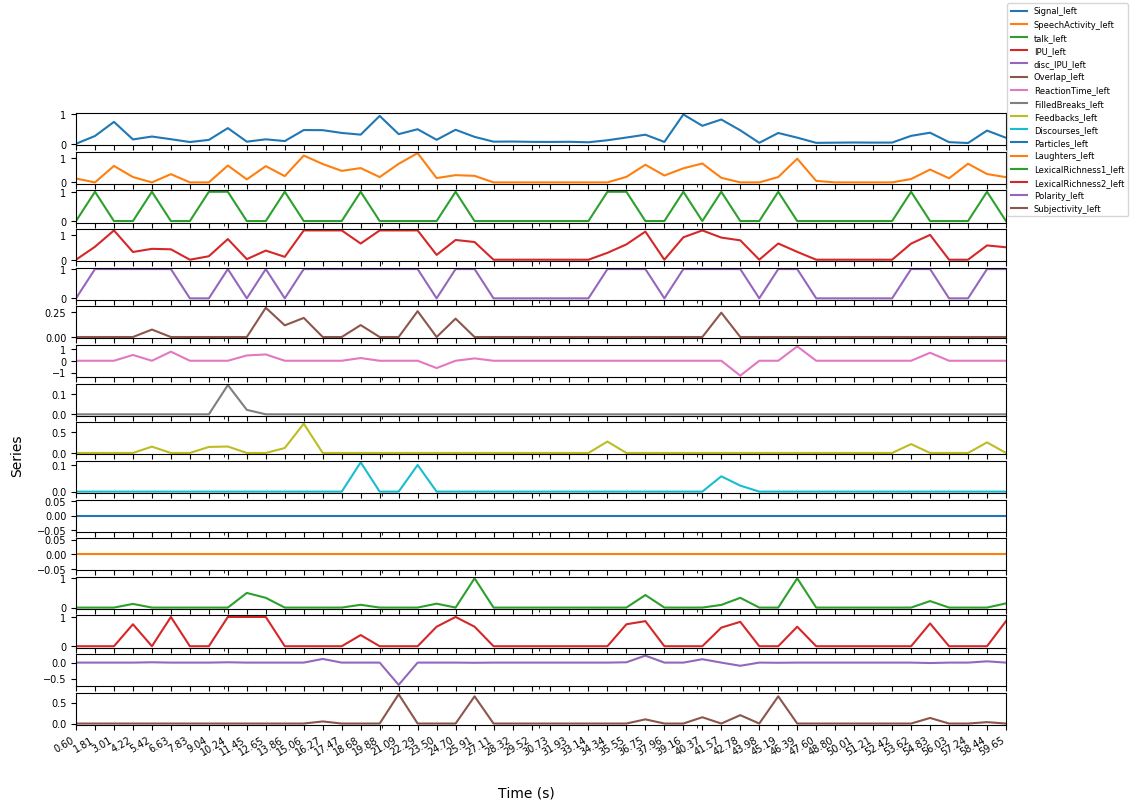 Signal_left
SpeechActivity_left
talk_left
IPU_left
disc_IPU_left
Overlap_left
ReactionTime_left
FilledBreaks_left
Feedbacks_left
Discourses_left
Particles_left
Laughters_left
LexicalRichness1_left
LexicalRichness2_left
Polarity_left
Subjectivity_left
1
0
1
0
1
0
1
0
1
0
0.25
0.00
1
0
−1
0.1
0.0
0.5
0.0
0.1
0.0
0.05
0.00
−0.05
0.05
0.00
−0.05
1
0
1
0
0.0
−0.5
0.5
0.0
Series
0.60 1.81 3.01 4.22 5.42 6.63 7.83 9.04 10.24 11.45 12.65 13.86 15.06 16.27 17.47 18.68 19.88 21.09 22.29 23.50 24.70 25.91 27.11 28.32 29.52 30.73 31.93 33.14 34.34 35.55 36.75 37.96 39.16 40.37 41.57 42.78 43.98 45.19 46.39 47.60 48.80 50.01 51.21 52.42 53.62 54.83 56.03 57.24 58.44 59.65
Time (s)